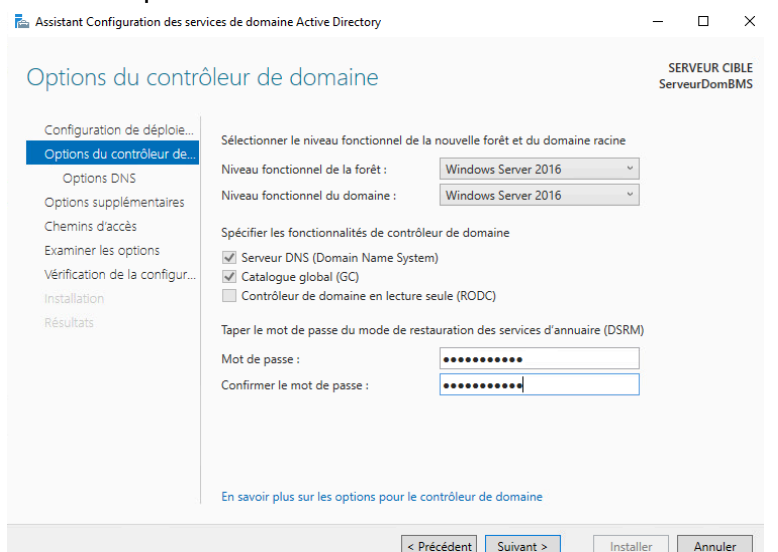 Assistant Configuration des services de domaine Active Directory
Options du contrôleur de domaine
SERVEUR CIBLE
ServeurDomBMS
Configuration de déploie...
Options du contrôleur de...
Options DNS
Options supplémentaires
Chemins d'accès
Examiner les options
Vérification de la configur...
Installation
Résultats
Sélectionner le niveau fonctionnel de la nouvelle forêt et du domaine racine
Niveau fonctionnel de la forêt : Windows Server 2016
Niveau fonctionnel du domaine : Windows Server 2016
Spécifier les fonctionnalités de contrôleur de domaine
Serveur DNS (Domain Name System)
Catalogue global (GC)
Contrôleur de domaine en lecture seule (RODC)
Taper le mot de passe du mode de restauration des services d'annuaire (DSRM)
Mot de passe : •••••••••••
Confirmer le mot de passe : •••••••••••
En savoir plus sur les options pour le contrôleur de domaine
< Précédent Suivant > Installer Annuler